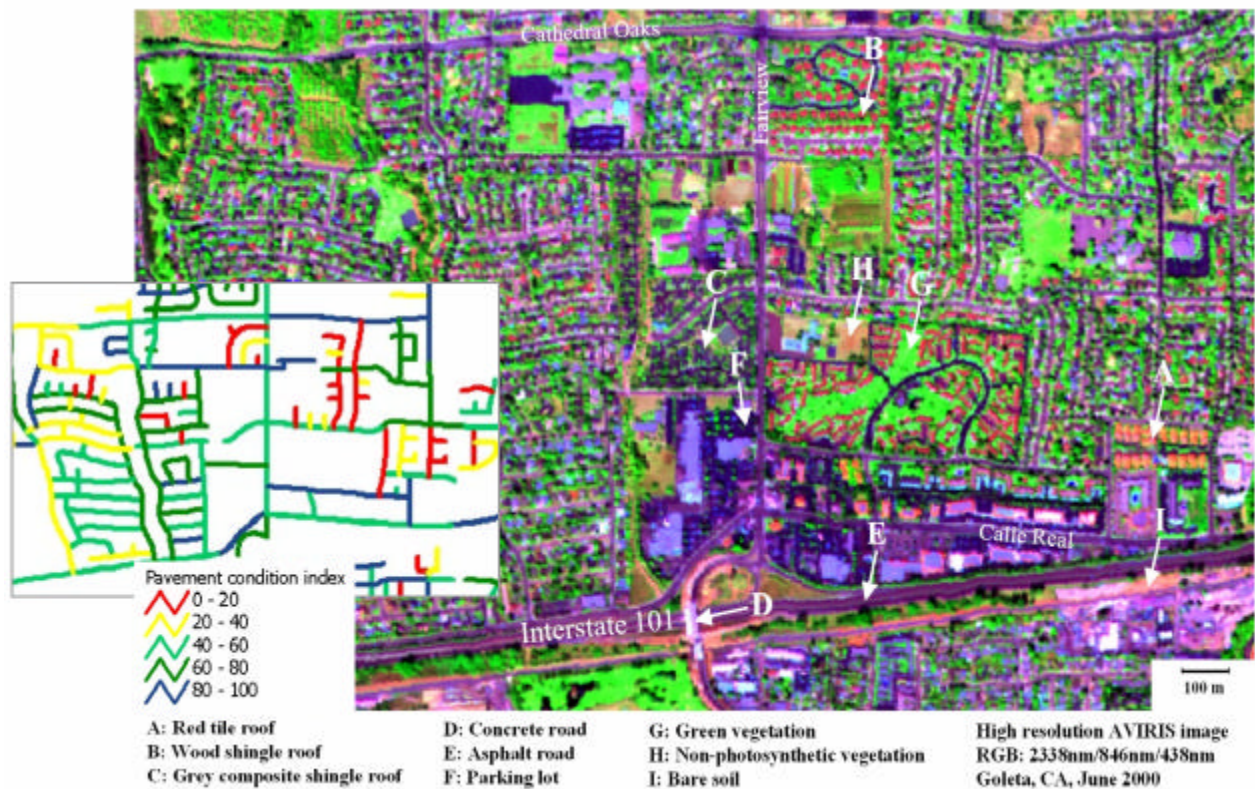 Cathedral Oaks
Fairview
B
C
H
G
F
A
Calle Real
I
E
D
Interstate 101
Pavement condition index
0 - 20
20 - 40
40 - 60
60 - 80
80 - 100
100 m
A: Red tile roof
B: Wood shingle roof
C: Grey composite shingle roof
D: Concrete road
E: Asphalt road
F: Parking lot
G: Green vegetation
H: Non-photosynthetic vegetation
I: Bare soil
High resolution AVIRIS image
RGB: 2338nm/846nm/438nm
Goleta, CA, June 2000